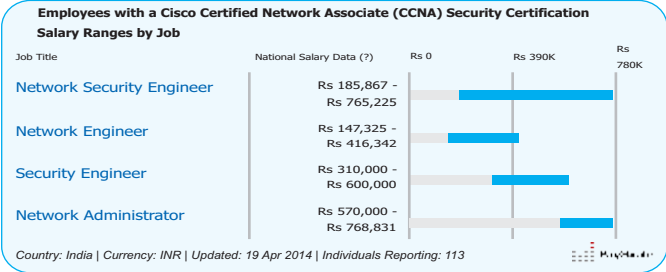 Employees with a Cisco Certified Network Associate (CCNA) Security Certification
Salary Ranges by Job
Job Title National Salary Data (?) Rs 0 Rs 390K Rs
780K
Network Security Engineer Rs 185,867 -
Rs 765,225
Network Engineer Rs 147,325 -
Rs 416,342
Security Engineer Rs 310,000 -
Rs 600,000
Network Administrator Rs 570,000 -
Rs 768,831
Country: India | Currency: INR | Updated: 19 Apr 2014 | Individuals Reporting: 113